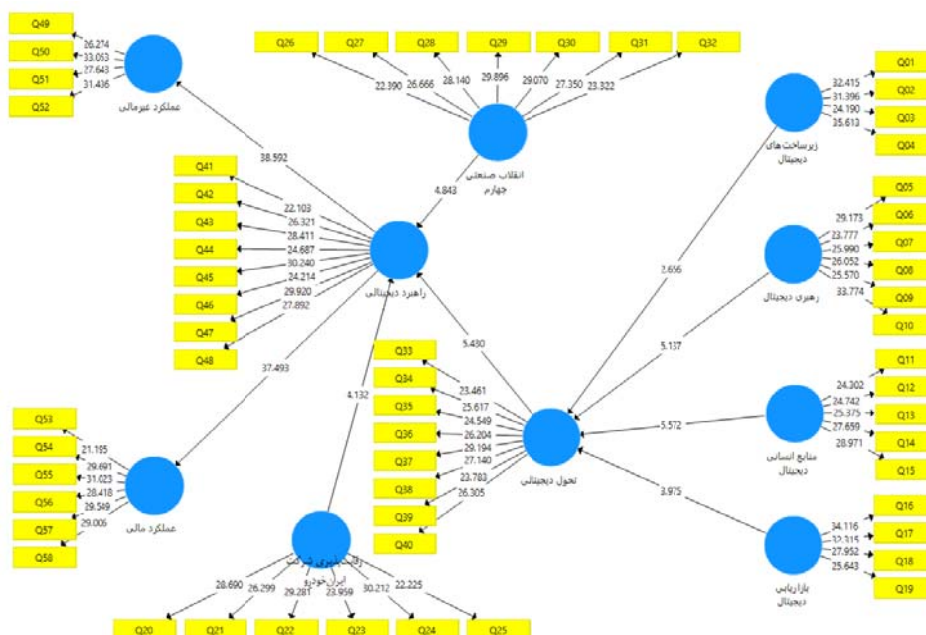 Q49
Q50
Q51
Q52
26.274
33.053
27.643
31.436
عملکرد غیرمالی
Q26
Q27
Q28
Q29
Q30
Q31
Q32
22.390
26.666
28.140
29.896
29.070
27.350
23.322
انقلاب صنعتی
چهارم
Q01
Q02
Q03
Q04
32.415
31.396
24.190
35.613
زیرساخت‌های
دیجیتال
38.592
4.843
2.656
Q41
Q42
Q43
Q44
Q45
Q46
Q47
Q48
22.103
26.321
28.411
24.687
30.240
24.214
29.920
27.892
راهبرد دیجیتالی
Q05
Q06
Q07
Q08
Q09
Q10
29.173
23.777
25.990
26.052
25.570
33.774
رهبری دیجیتال
37.493
4.132
5.430
5.137
Q33
Q34
Q35
Q36
Q37
Q38
Q39
Q40
23.461
25.617
24.549
26.204
29.194
27.140
23.783
26.305
تحول دیجیتالی
5.572
3.975
Q11
Q12
Q13
Q14
Q15
24.302
24.742
25.375
27.659
28.971
منابع انسانی
دیجیتال
Q53
Q54
Q55
Q56
Q57
Q58
21.195
29.691
31.023
28.418
29.549
29.006
عملکرد مالی
Q16
Q17
Q18
Q19
34.116
32.315
27.952
25.643
بازاریابی
دیجیتال
رقابت‌پذیری شرکت
ایران‌خودرو
28.690
26.299
29.281
23.959
30.212
22.225
Q20
Q21
Q22
Q23
Q24
Q25